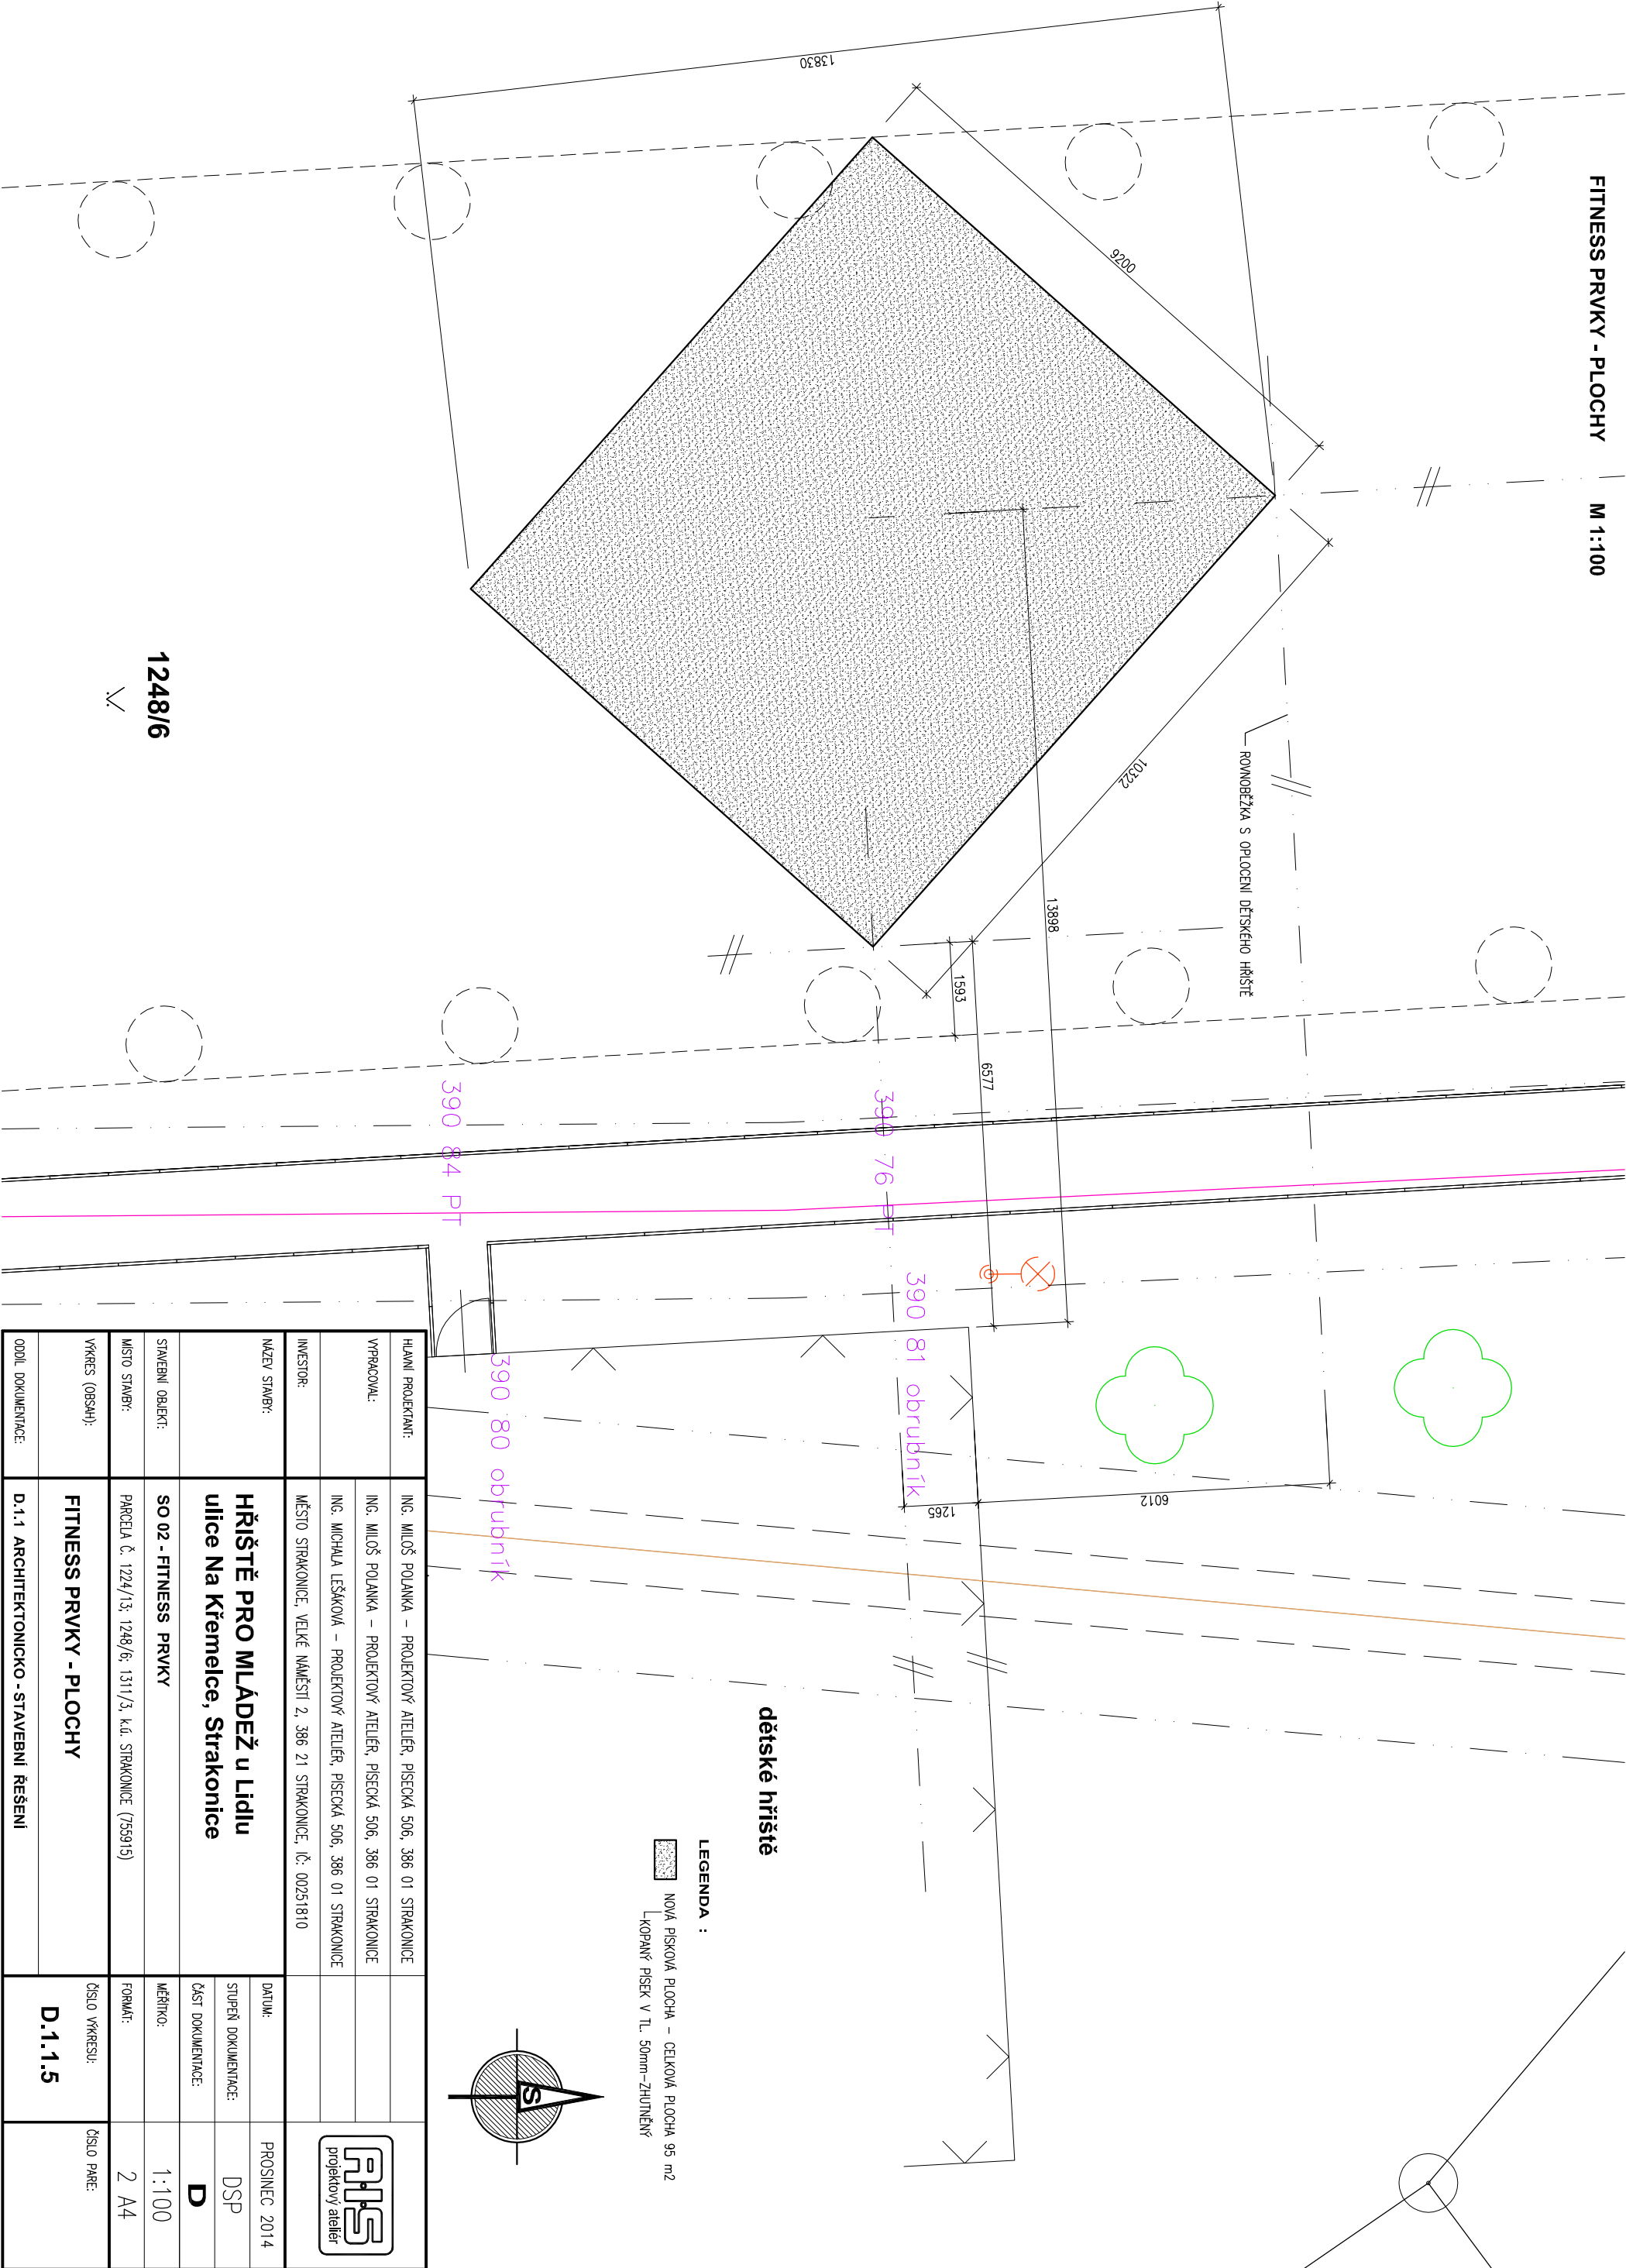 FITNESS PRVKY - PLOCHY M 1:100
13830
9200
10322
ROVNOBĚŽKA S OPLOCENÍ DĚTSKÉHO HŘIŠTĚ
13898
1593
6577
1248/6
390 84 PT
390 76 PT
390 81 obrubník
390 80 obrubník
1265
6012
dětské hřiště
LEGENDA :
NOVÁ PÍSKOVÁ PLOCHA - CELKOVÁ PLOCHA 95 m2
KOPANÝ PÍSEK V TL. 50mm-ZHUTNĚNÝ
S
HLAVNÍ PROJEKTANT: ING. MILOŠ POLANKA - PROJEKTOVÝ ATELIÉR, PÍSECKÁ 506, 386 01 STRAKONICE
VYPRACOVAL: ING. MILOŠ POLANKA - PROJEKTOVÝ ATELIÉR, PÍSECKÁ 506, 386 01 STRAKONICE
ING. MICHALA LEŠÁKOVÁ - PROJEKTOVÝ ATELIÉR, PÍSECKÁ 506, 386 01 STRAKONICE
INVESTOR: MĚSTO STRAKONICE, VELKÉ NÁMĚSTÍ 2, 386 21 STRAKONICE, IČ: 00251810
A·I·S
projektový ateliér
NÁZEV STAVBY: HŘIŠTĚ PRO MLÁDEŽ u Lidlu
ulice Na Křemelce, Strakonice
DATUM: PROSINEC 2014
STUPEŇ DOKUMENTACE: DSP
ČÁST DOKUMENTACE: D
STAVEBNÍ OBJEKT: SO 02 - FITNESS PRVKY
MĚŘÍTKO: 1:100
MÍSTO STAVBY: PARCELA Č. 1224/13; 1248/6; 1311/3, k.ú. STRAKONICE (755915)
FORMÁT: 2 A4
VÝKRES (OBSAH): FITNESS PRVKY - PLOCHY
ČÍSLO VÝKRESU: D.1.1.5
ČÍSLO PARE:
ODDÍL DOKUMENTACE: D.1.1 ARCHITEKTONICKO - STAVEBNÍ ŘEŠENÍ